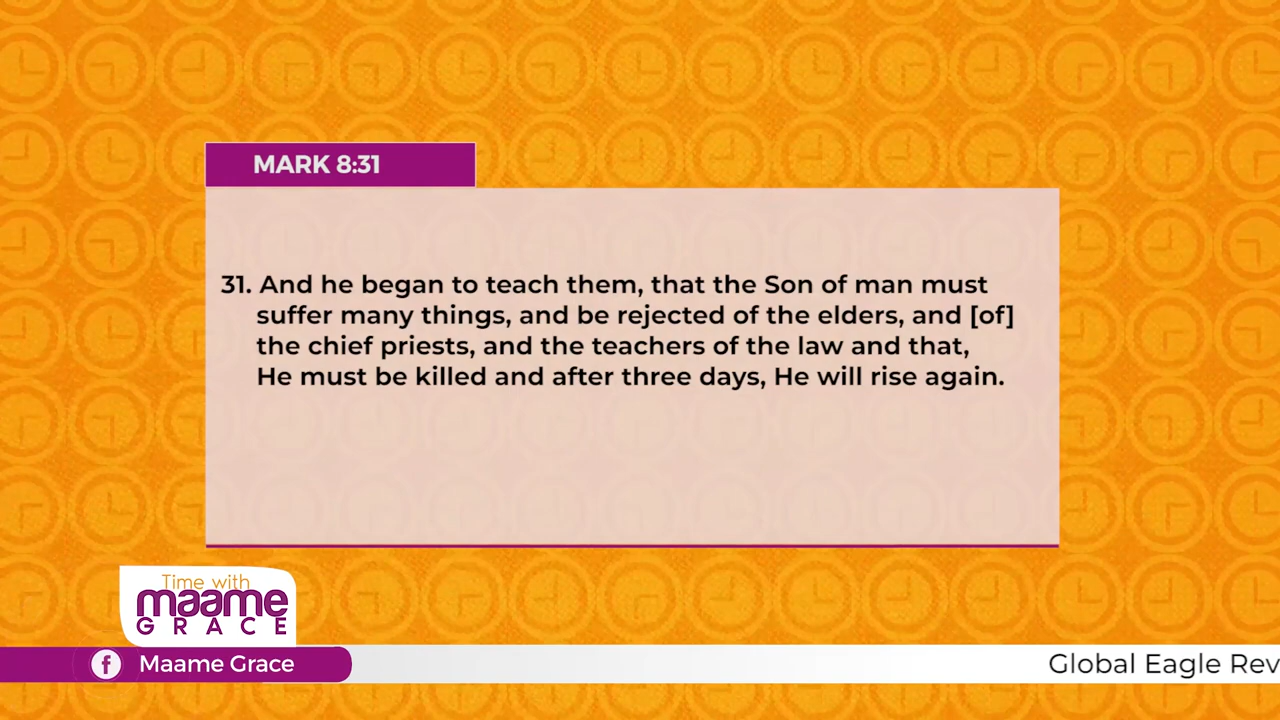 MARK 8:31
31. And he began to teach them, that the Son of man must
suffer many things, and be rejected of the elders, and [of]
the chief priests, and the teachers of the law and that,
He must be killed and after three days, He will rise again.
Time with
maame
GRACE
f Maame Grace
Global Eagle Rev